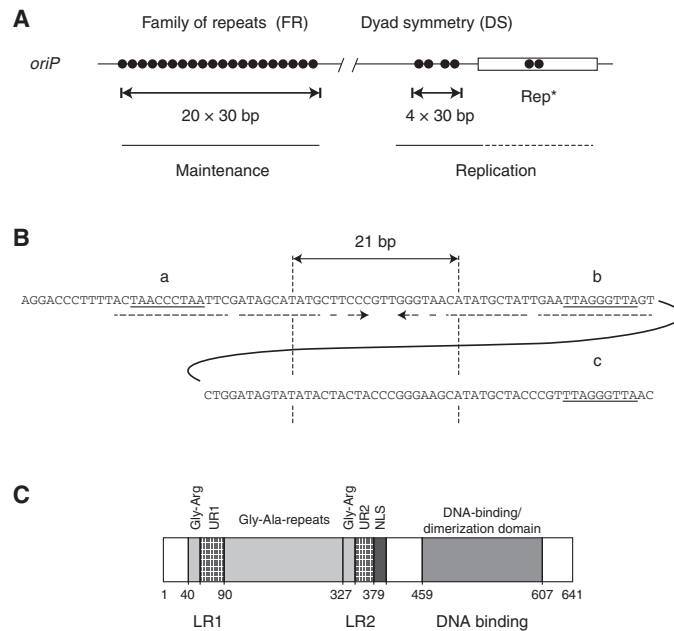 A
Family of repeats (FR) Dyad symmetry (DS)
oriP
Rep*
20 × 30 bp 4 × 30 bp
Maintenance Replication
B
21 bp
a b
AGGACCCTTTTACTAACCCTAATTCGATAGCATATGCTTCCCGTTGGGTAACATATGCTATTGAATTAGGGTTAGT
c
CTGGATAGTATATACTACTACCCGGGAAGCATATGCTACCCGTTTAGGGTTAAC
C
Gly-Arg UR1 Gly-Ala-repeats Gly-Arg UR2 NLS DNA-binding/
dimerization domain
1 40 90 327 379 459 607 641
LR1 LR2 DNA binding